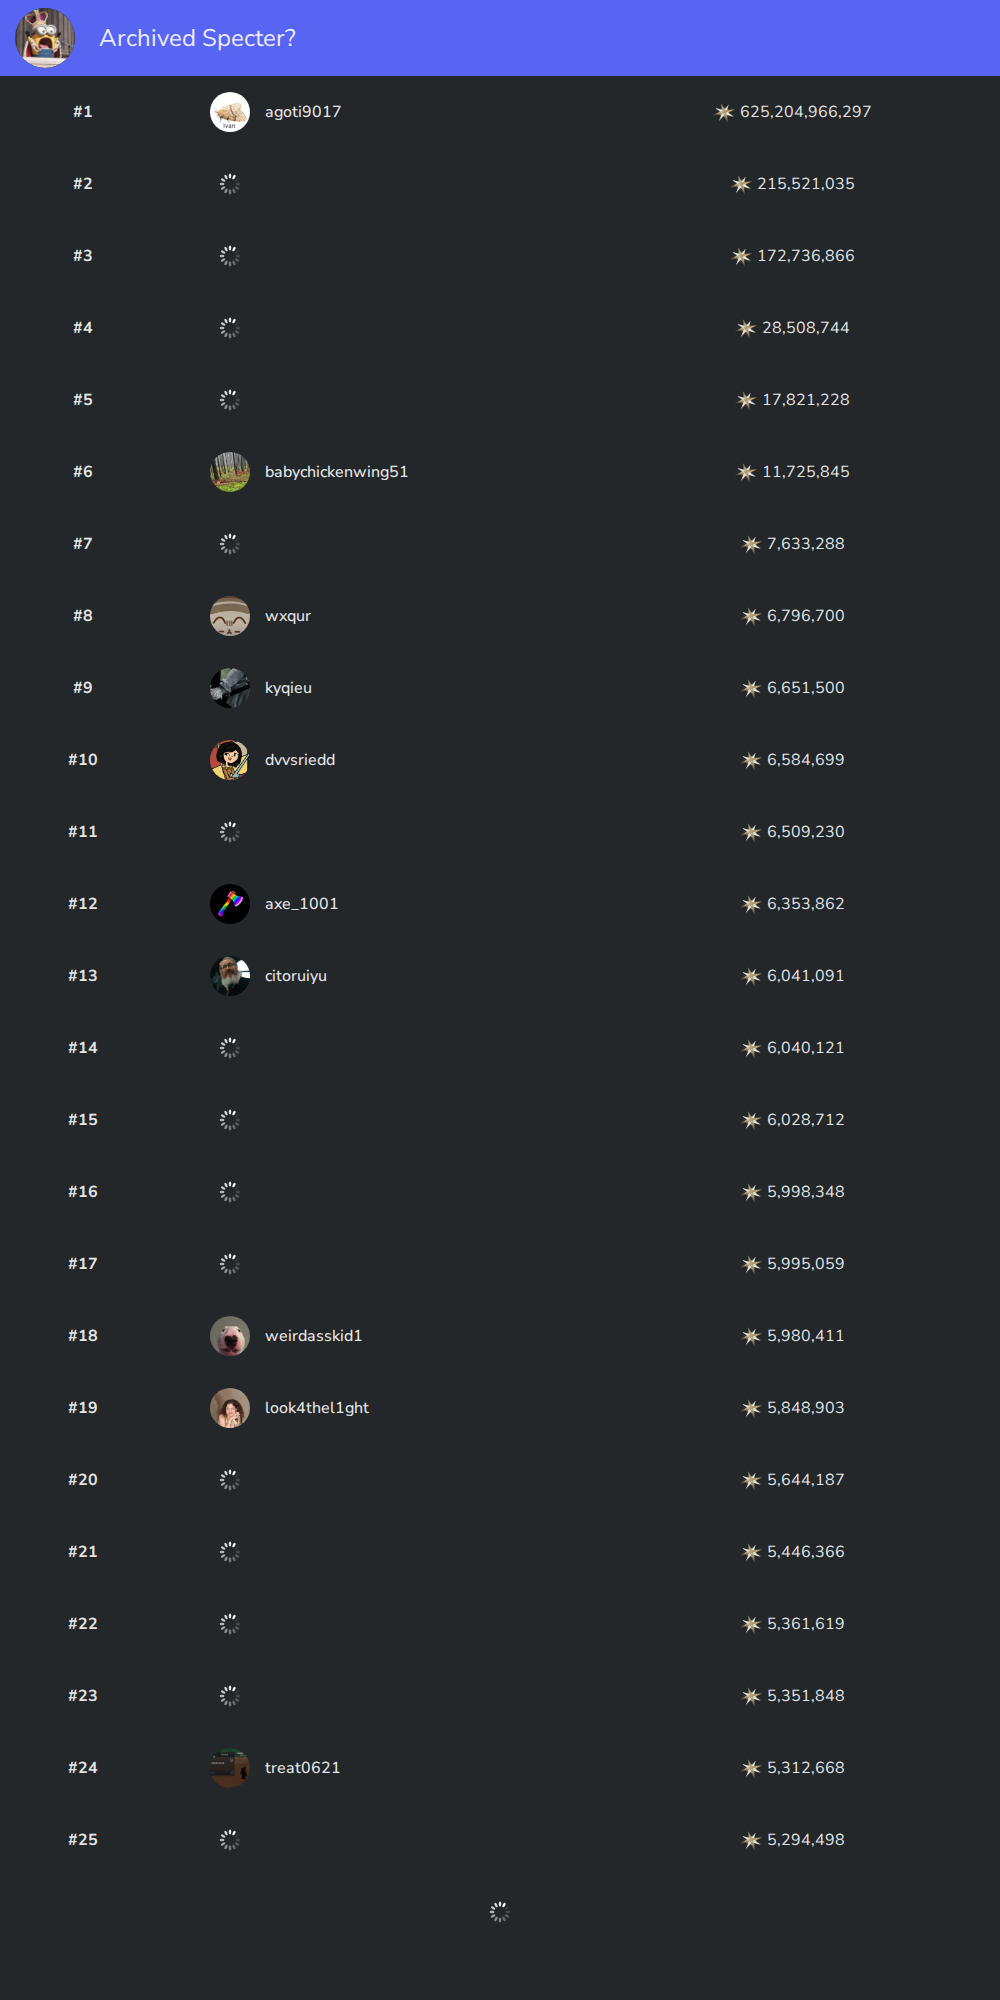 Archived Specter?
#1 agoti9017 625,204,966,297
#2 215,521,035
#3 172,736,866
#4 28,508,744
#5 17,821,228
#6 babychickenwing51 11,725,845
#7 7,633,288
#8 wxqur 6,796,700
#9 kyqieu 6,651,500
#10 dvvsriedd 6,584,699
#11 6,509,230
#12 axe_1001 6,353,862
#13 citoruiyu 6,041,091
#14 6,040,121
#15 6,028,712
#16 5,998,348
#17 5,995,059
#18 weirdasskid1 5,980,411
#19 look4thel1ght 5,848,903
#20 5,644,187
#21 5,446,366
#22 5,361,619
#23 5,351,848
#24 treat0621 5,312,668
#25 5,294,498